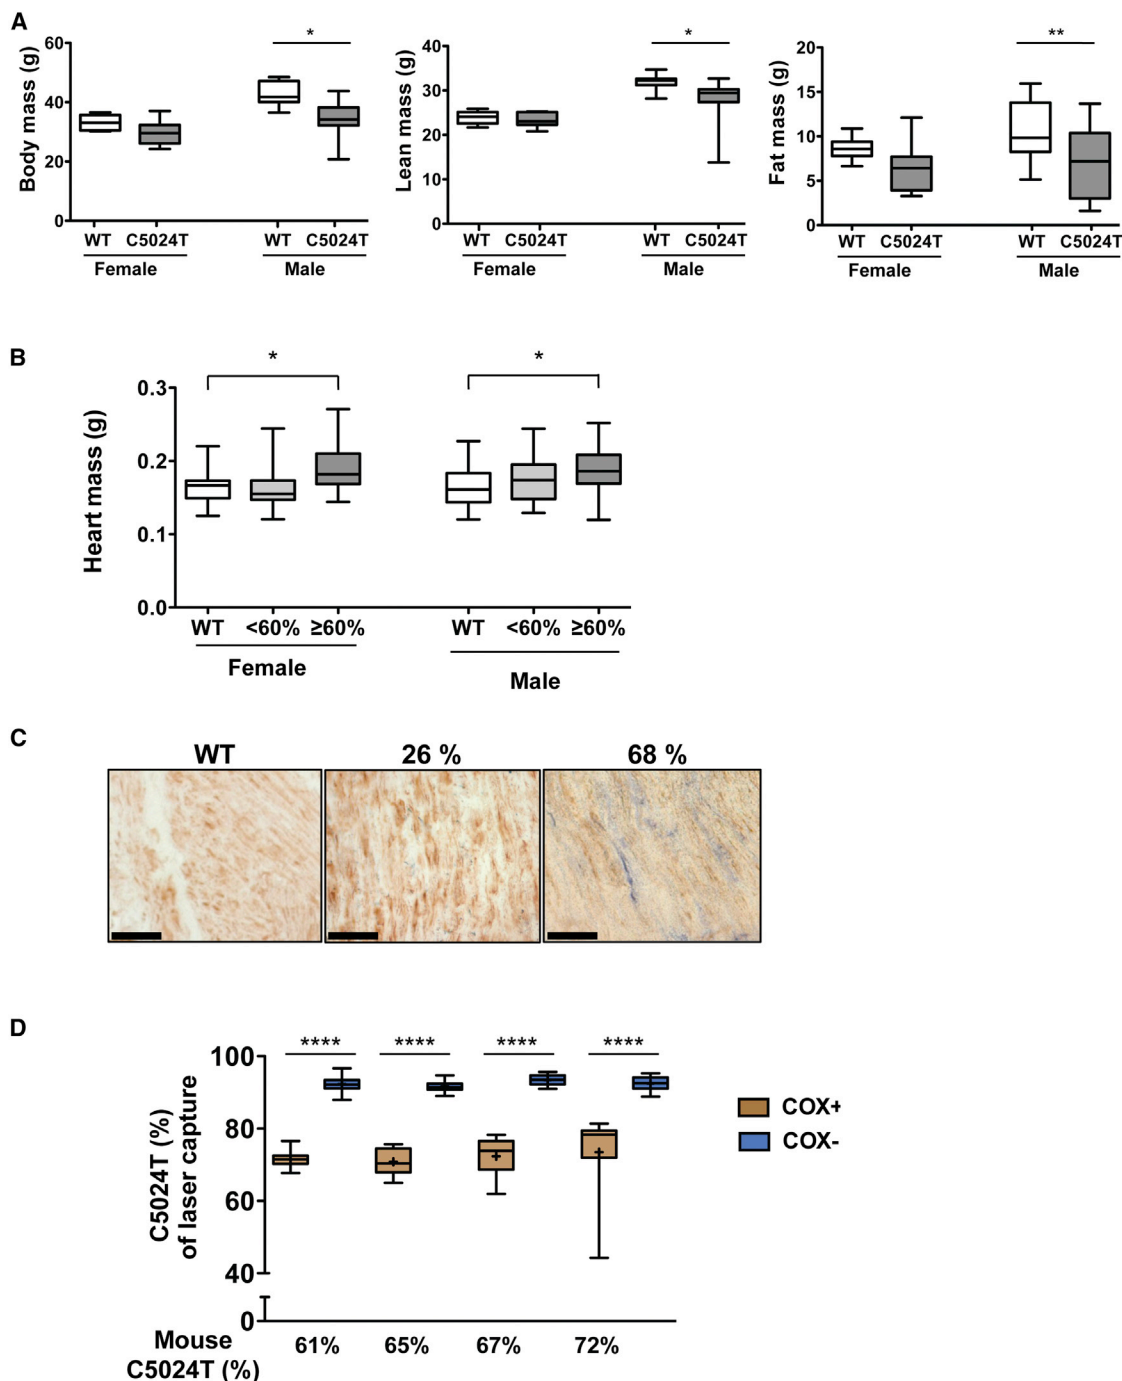 A
Body mass (g)
60
40
20
0
*
WT C5024T WT C5024T
Female Male
Lean mass (g)
40
30
20
10
0
*
WT C5024T WT C5024T
Female Male
Fat mass (g)
20
15
10
5
0
**
WT C5024T WT C5024T
Female Male
B
Heart mass (g)
0.3
0.2
0.1
0.0
* *
WT <60% ≥60% WT <60% ≥60%
Female Male
C
WT 26 % 68 %
D
C5024T (%)
of laser capture
100
80
60
40
0
**** **** **** ****
COX+
COX-
Mouse
C5024T (%)
61% 65% 67% 72%